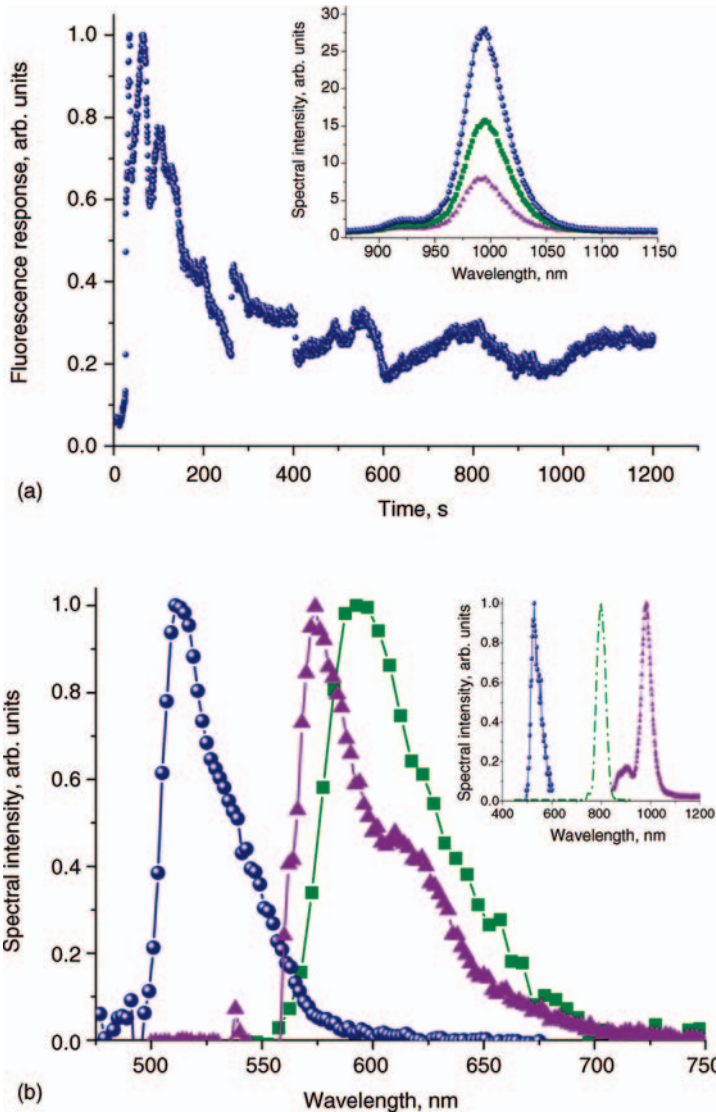 Fluorescence response, arb. units
1.0
0.8
0.6
0.4
0.2
0.0
0 200 400 600 800 1000 1200
Time, s
(a)
Spectral intensity, arb. units
30
25
20
15
10
5
0
900 950 1000 1050 1100 1150
Wavelength, nm
Spectral intensity, arb. units
1.0
0.8
0.6
0.4
0.2
0.0
500 550 600 650 700 750
Wavelength, nm
(b)
Spectral intensity, arb. units
1.0
0.8
0.6
0.4
0.2
0.0
400 600 800 1000 1200
Wavelength, nm